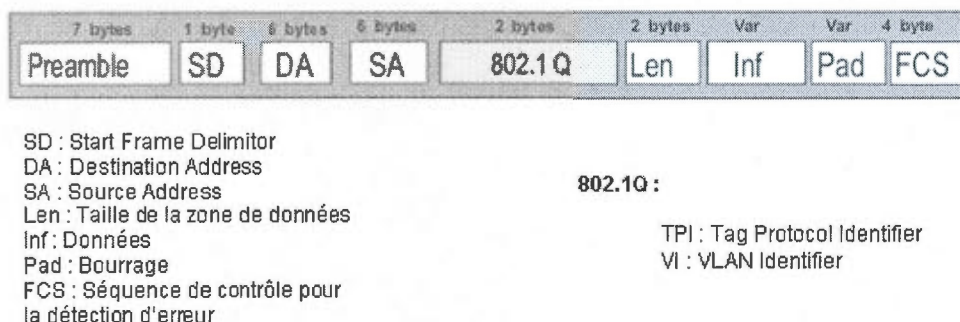 7 bytes 1 byte 6 bytes 6 bytes 2 bytes 2 bytes Var Var 4 byte
Preamble SD DA SA 802.1 Q Len Inf Pad FCS
SD : Start Frame Delimitor
DA : Destination Address
SA : Source Address
Len : Taille de la zone de données
Inf : Données
Pad : Bourrage
FCS : Séquence de contrôle pour
la détection d'erreur
802.1Q :
TPI : Tag Protocol Identifier
VI : VLAN Identifier